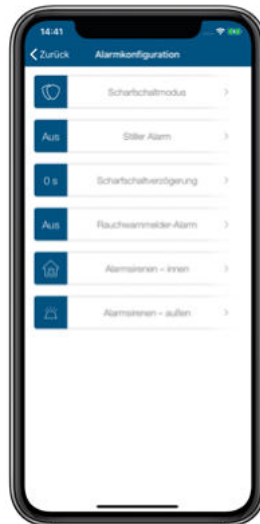 14:41
Zurück Alarmkonfiguration
Scharfschaltmodus
Aus Stiller Alarm
0 s Scharfschaltverzögerung
Aus Rauchwarnmelder-Alarm
Alarmsirenen – innen
Alarmsirenen – außen